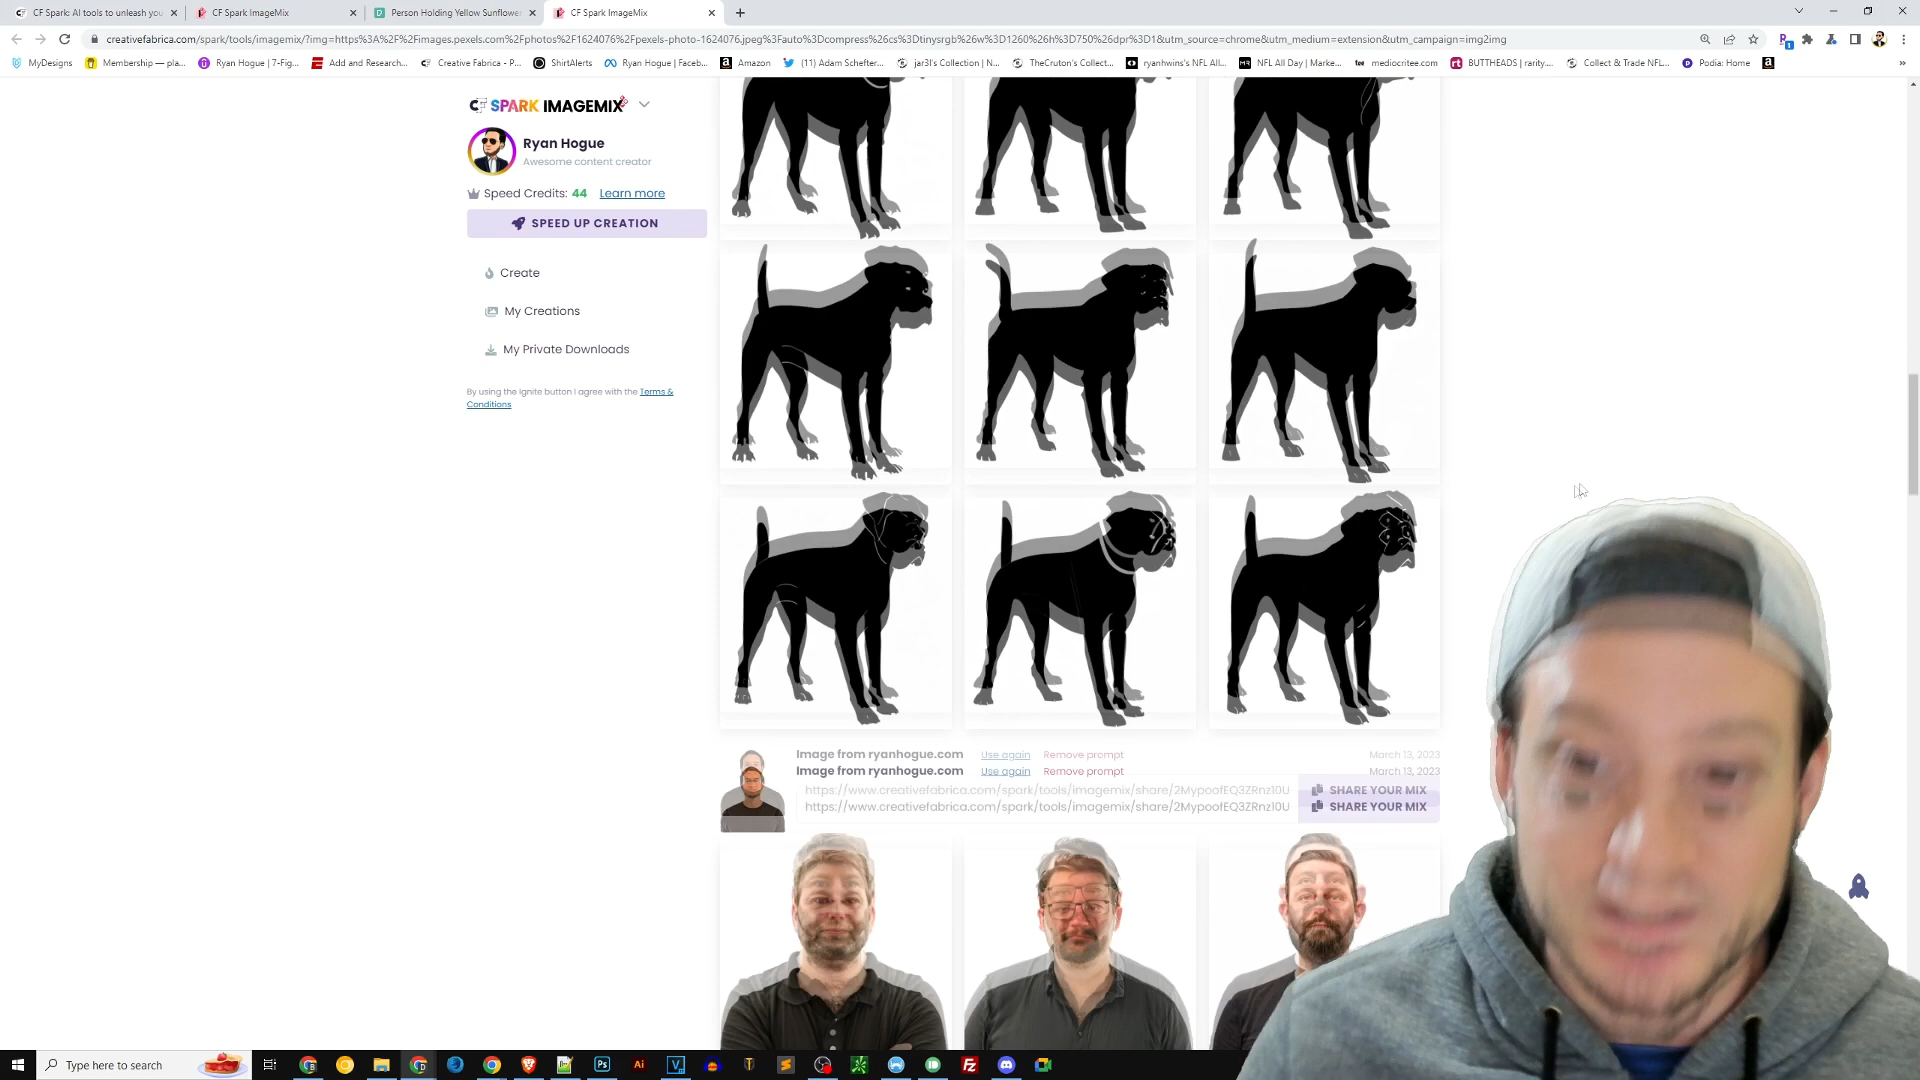 CF Spark: AI tools to unleash you
CF Spark ImageMix
Person Holding Yellow Sunflower
CF Spark ImageMix
creativefabrica.com/spark/tools/imagemix/?img=https%3A%2F%2Fimages.pexels.com%2Fphotos%2F1624076%2Fpexels-photo-1624076.jpeg%3Fauto%3Dcompress%26cs%3Dtinysrgb%26w%3D1260%26h%3D750%26dpr%3D1&utm_source=chrome&utm_medium=extension&utm_campaign=img2img
MyDesigns
Membership — pla...
Ryan Hogue | 7-Fig...
Add and Research...
Creative Fabrica - P...
ShirtAlerts
Ryan Hogue | Faceb...
Amazon
(11) Adam Schefter...
jar3l's Collection | N...
TheCruton's Collect...
ryanhwins's NFL All...
NFL All Day | Marke...
mediocritee.com
BUTTHEADS | rarity....
Collect & Trade NFL...
Podia: Home
CF SPARK IMAGEMIX
Ryan Hogue
Awesome content creator
Speed Credits: 44 Learn more
SPEED UP CREATION
Create
My Creations
My Private Downloads
By using the Ignite button I agree with the Terms &
Conditions
Image from ryanhogue.com Use again Remove prompt March 13, 2023
Image from ryanhogue.com Use again Remove prompt March 13, 2023
https://www.creativefabrica.com/spark/tools/imagemix/share/2MypoofEQ3ZRnz10U SHARE YOUR MIX
https://www.creativefabrica.com/spark/tools/imagemix/share/2MypoofEQ3ZRnz10U SHARE YOUR MIX
Type here to search
Ps
Ai
V
Fz